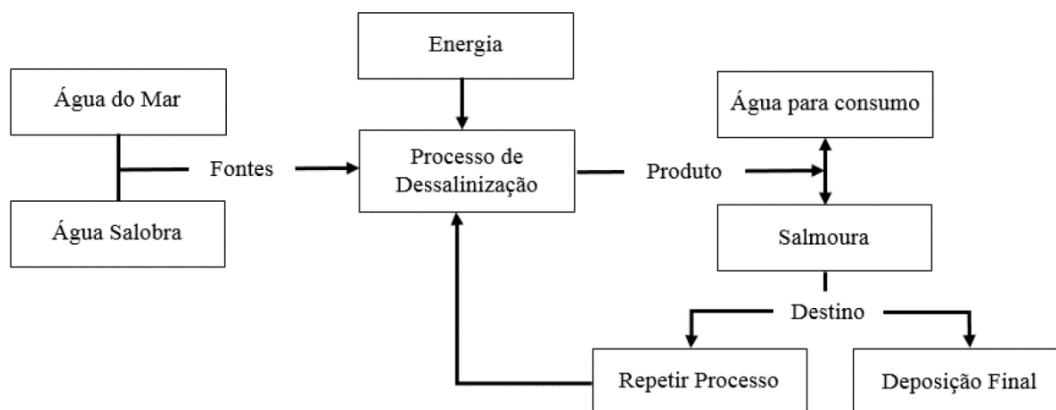 Energia
Água do Mar
Água para consumo
Fontes
Processo de
Dessalinização
Produto
Água Salobra
Salmoura
Destino
Repetir Processo
Deposição Final